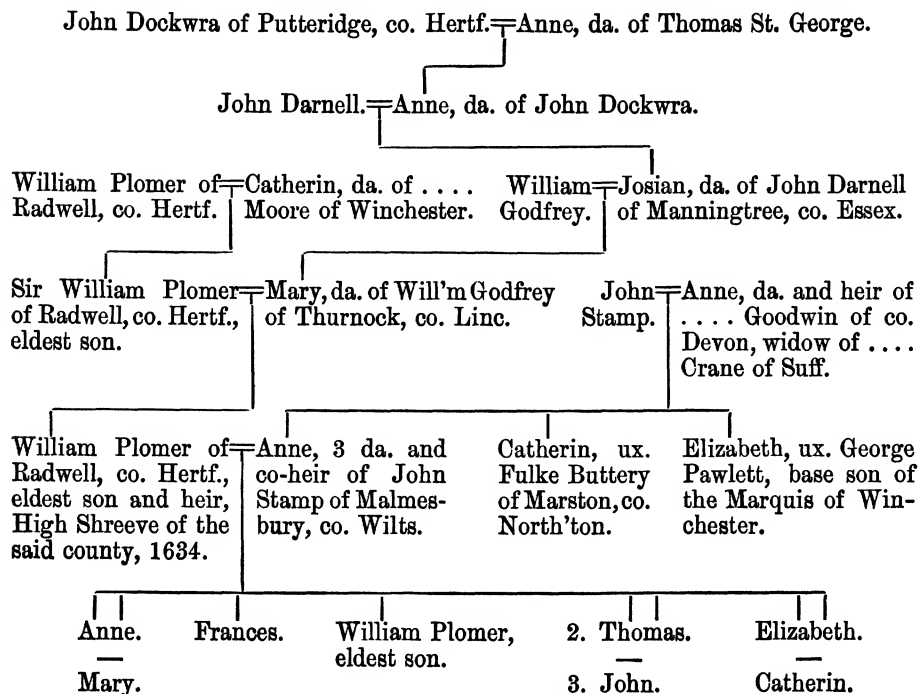 John Dockwra of Putteridge, co. Hertf.=Anne, da. of Thomas St. George.
John Darnell.=Anne, da. of John Dockwra.
William Plomer of=Catherin, da. of ....
Radwell, co. Hertf. Moore of Winchester.
William=Josian, da. of John Darnell
Godfrey. of Manningtree, co. Essex.
Sir William Plomer=Mary, da. of Will'm Godfrey
of Radwell, co. Hertf., of Thurnock, co. Linc.
eldest son.
John=Anne, da. and heir of
Stamp. .... Goodwin of co.
Devon, widow of ....
Crane of Suff.
William Plomer of=Anne, 3 da. and
Radwell, co. Hertf., co-heir of John
eldest son and heir, Stamp of Malmes-
High Shreeve of the bury, co. Wilts.
said county, 1634.
Catherin, ux.
Fulke Buttery
of Marston, co.
North'ton.
Elizabeth, ux. George
Pawlett, base son of
the Marquis of Win-
chester.
Anne.
Mary.
Frances.
William Plomer,
eldest son.
2. Thomas.
3. John.
Elizabeth.
Catherin.